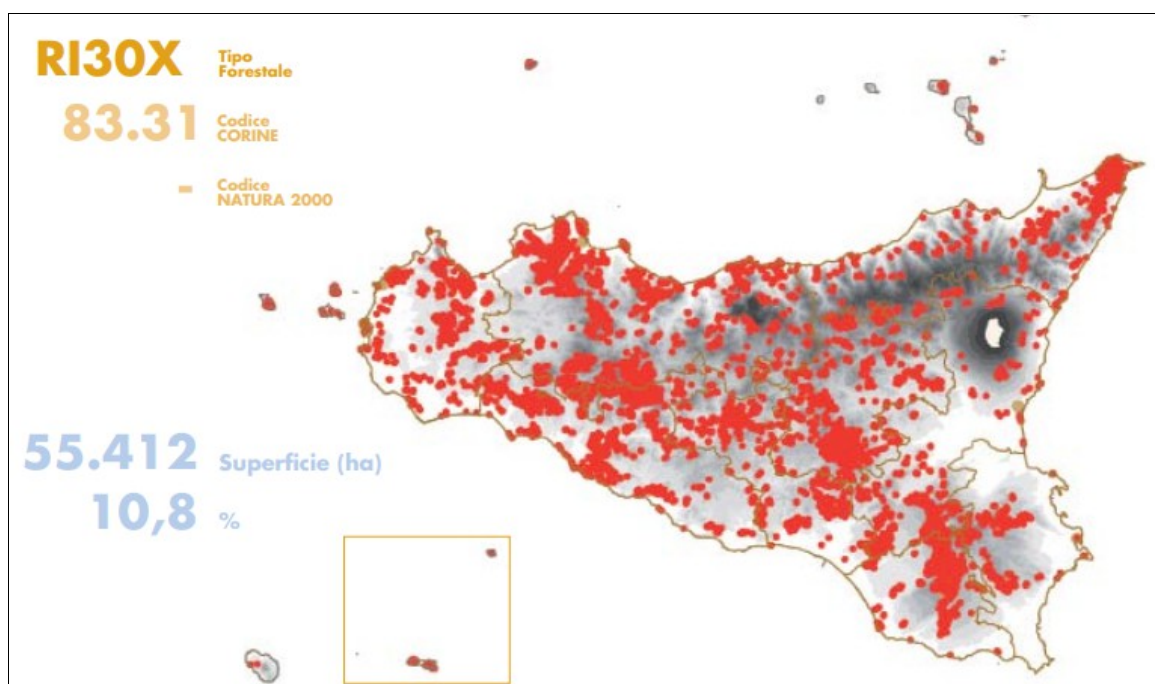 RI30X Tipo
Forestale
83.31 Codice
CORINE
- Codice
NATURA 2000
55.412 Superficie (ha)
10,8 %